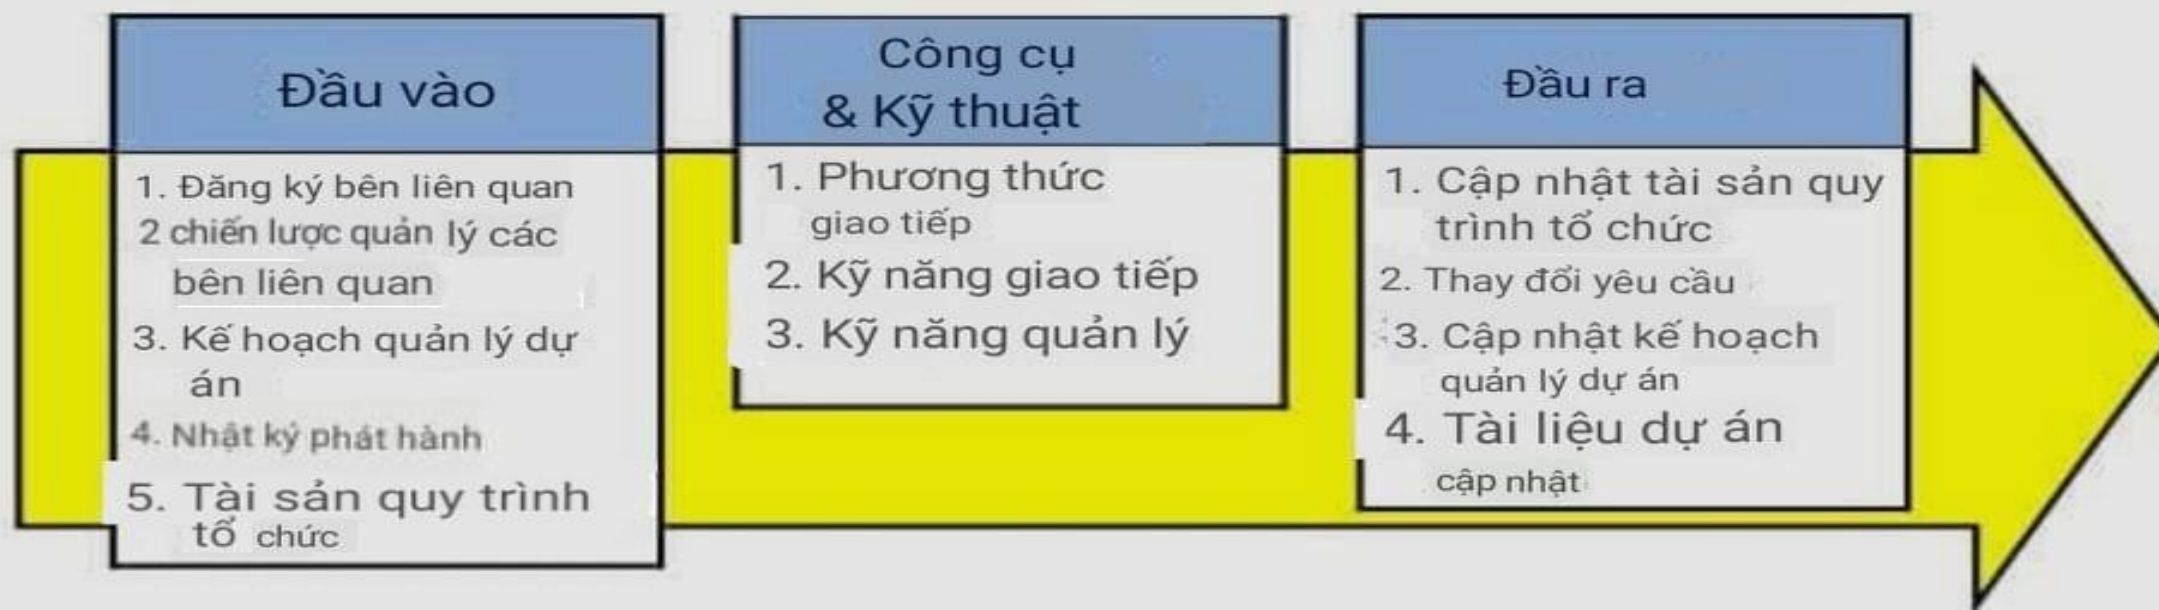 Đầu vào
1. Đăng ký bên liên quan
2 chiến lược quản lý các
bên liên quan
3. Kế hoạch quản lý dự
án
4. Nhật ký phát hành
5. Tài sản quy trình
tổ chức
Công cụ
& Kỹ thuật
1. Phương thức
giao tiếp
2. Kỹ năng giao tiếp
3. Kỹ năng quản lý
Đầu ra
1. Cập nhật tài sản quy
trình tổ chức
2. Thay đổi yêu cầu
3. Cập nhật kế hoạch
quản lý dự án
4. Tài liệu dự án
cập nhật